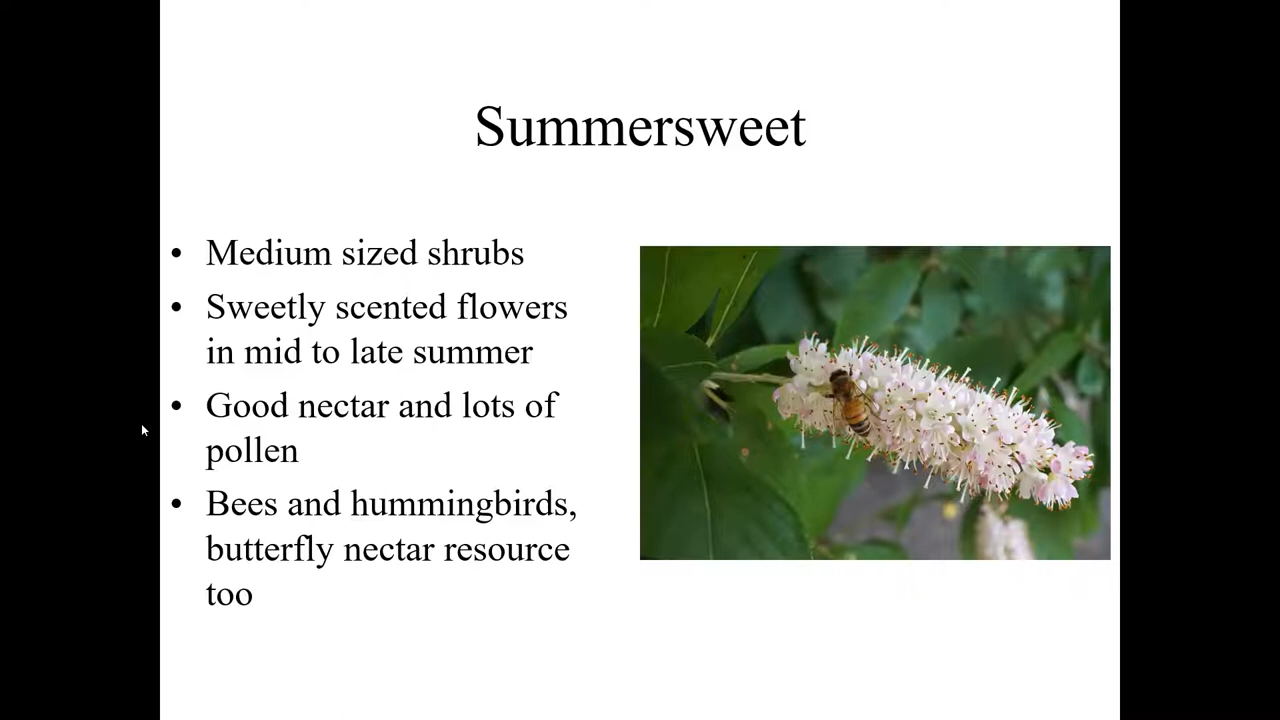 Summersweet
• Medium sized shrubs
• Sweetly scented flowers
in mid to late summer
• Good nectar and lots of
pollen
• Bees and hummingbirds,
butterfly nectar resource
too